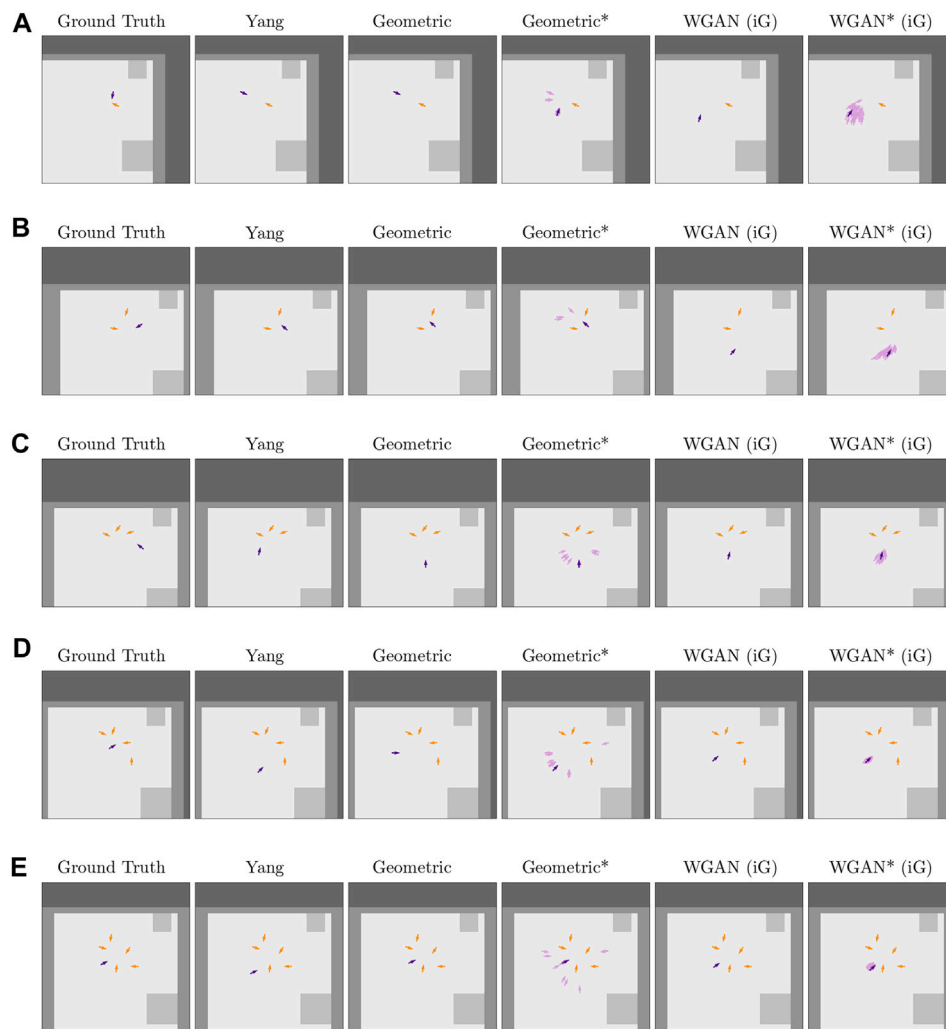 A
Ground Truth Yang Geometric Geometric* WGAN (iG) WGAN* (iG)
B
Ground Truth Yang Geometric Geometric* WGAN (iG) WGAN* (iG)
C
Ground Truth Yang Geometric Geometric* WGAN (iG) WGAN* (iG)
D
Ground Truth Yang Geometric Geometric* WGAN (iG) WGAN* (iG)
E
Ground Truth Yang Geometric Geometric* WGAN (iG) WGAN* (iG)